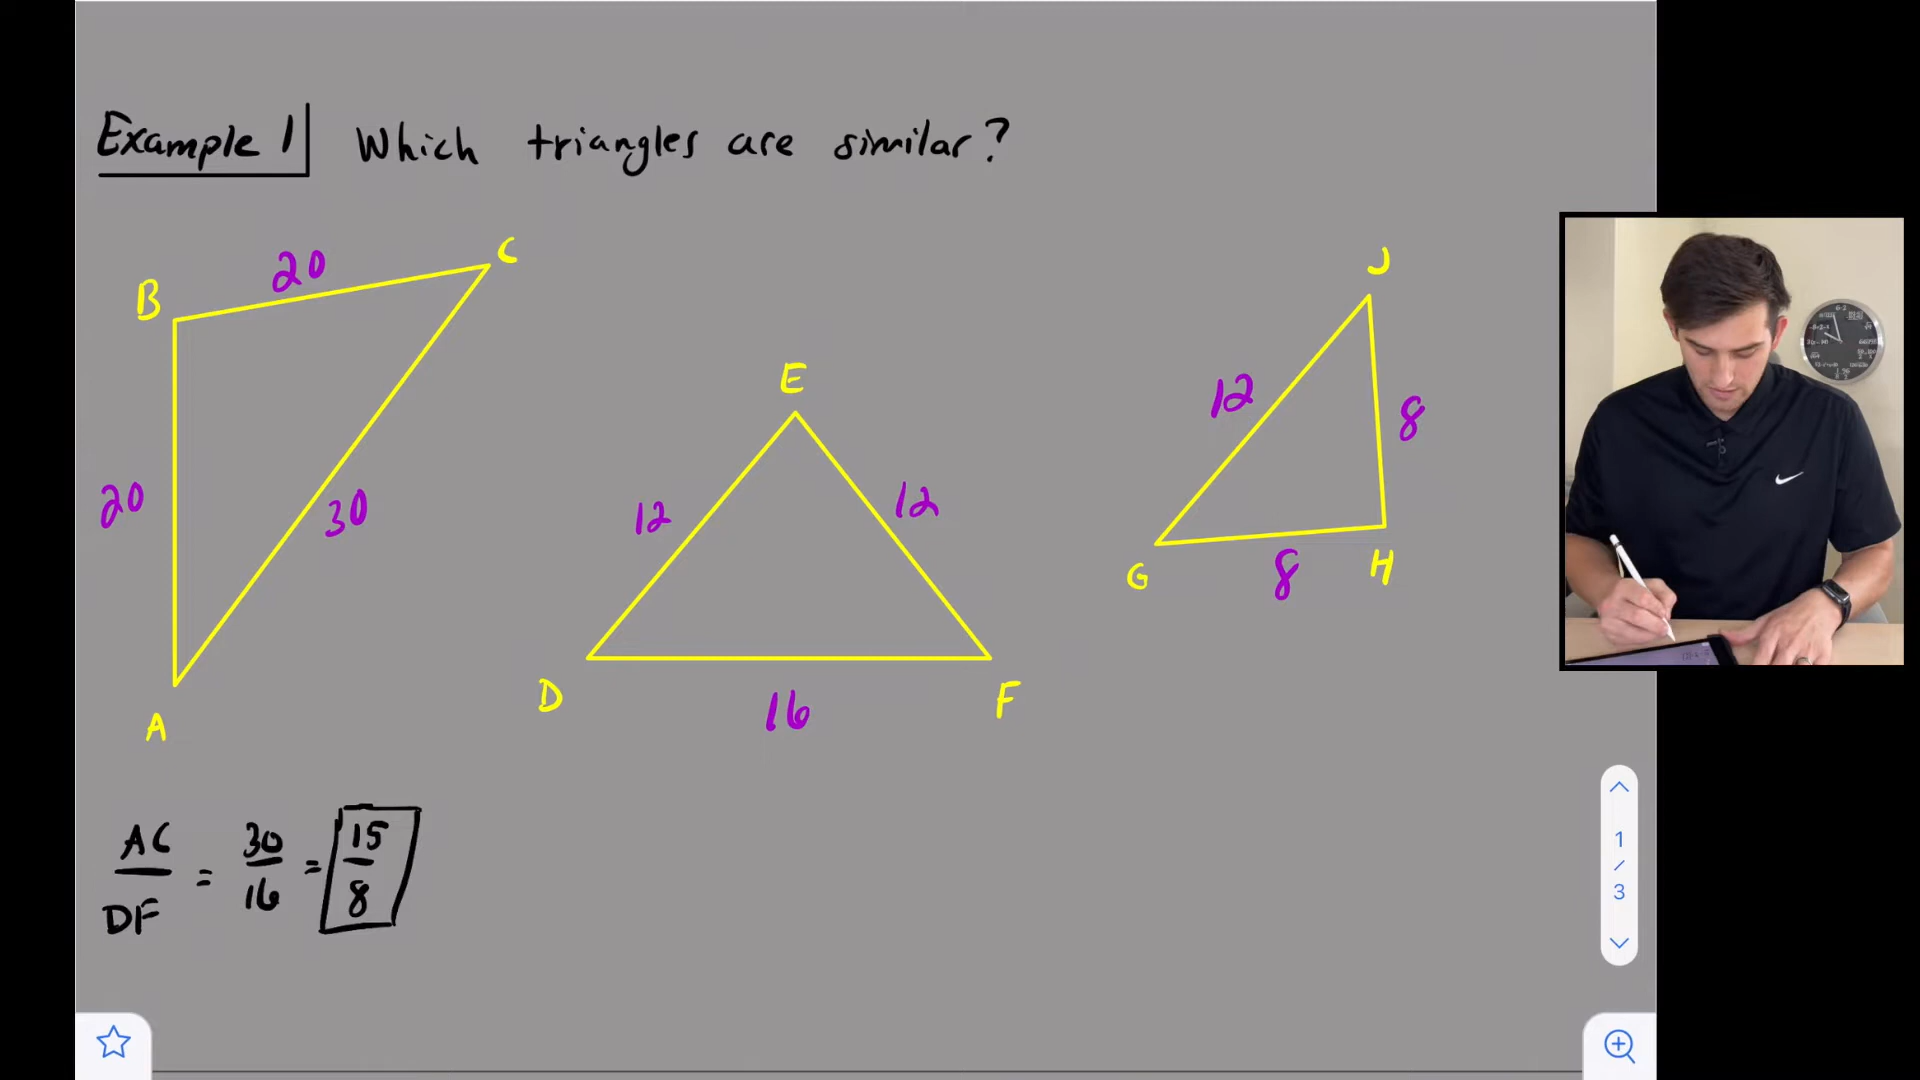 Example 1 Which triangles are similar?
B 20 C
20 30
A
E
12 12
D 16 F
J
12 8
G 8 H
AC/DF = 30/16 = 15/8
1
/
3